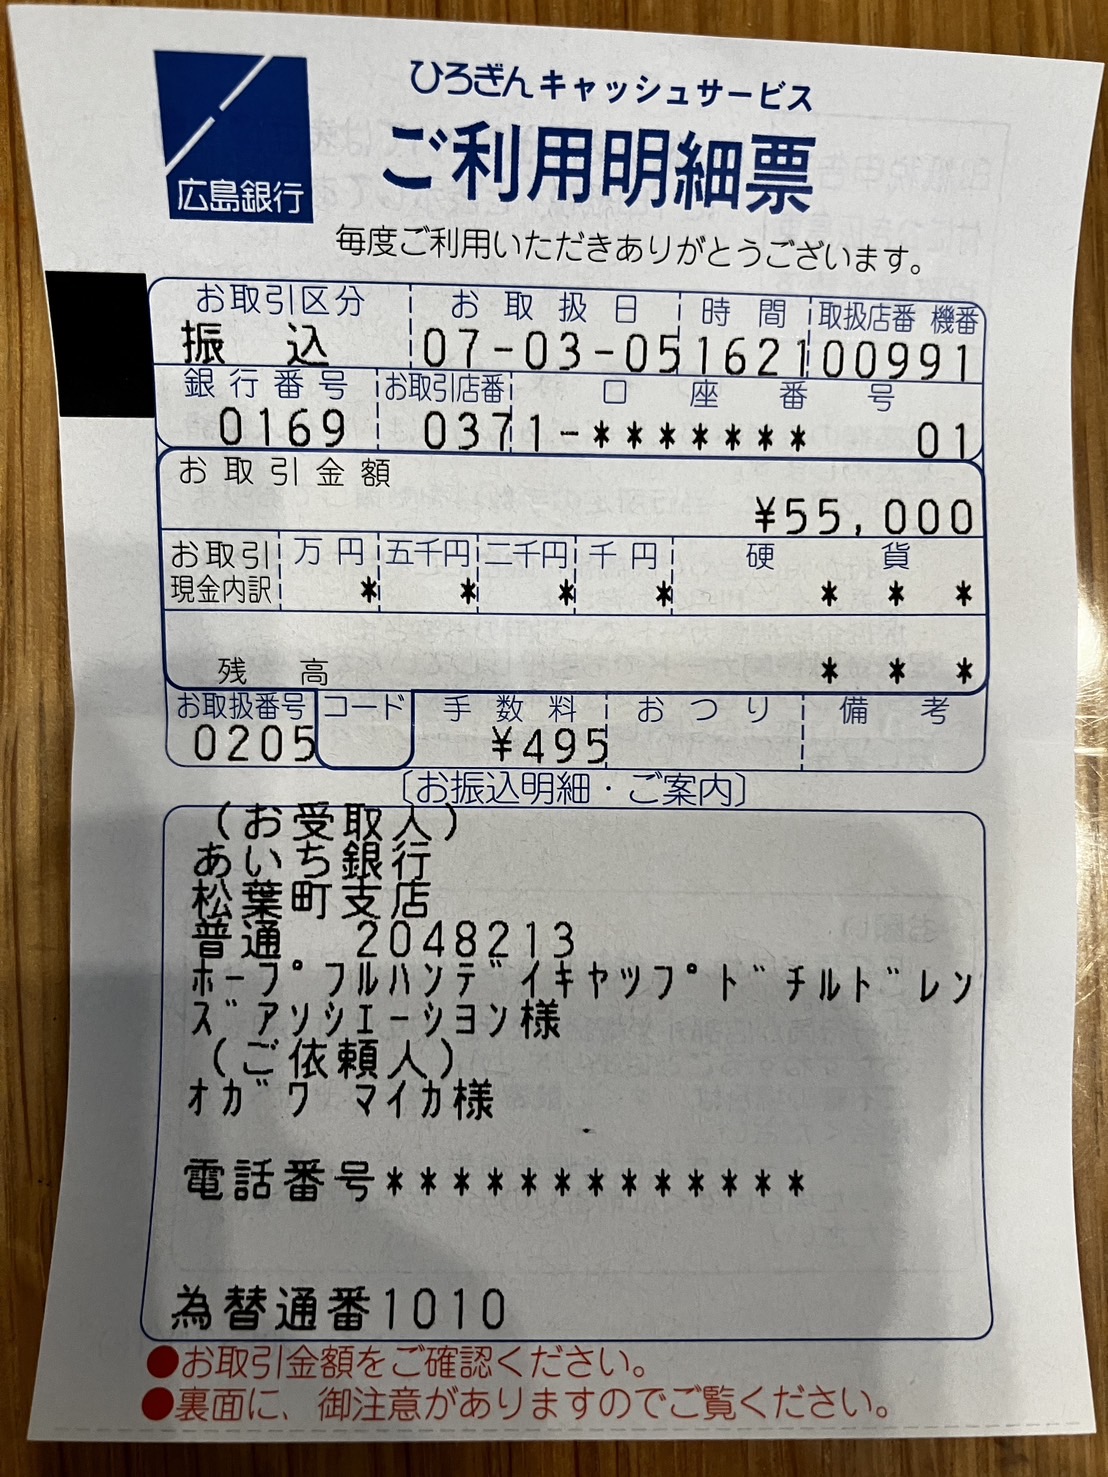 ひろぎんキャッシュサービス
ご利用明細票
広島銀行
毎度ご利用いただきありがとうございます。
お取引区分 お取扱日 時間 取扱店番 機番
振込 07-03-05 1621 00991
銀行番号 お取引店番 口座番号
0169 0371-******* 01
お取引金額
¥55,000
お取引 万円 五千円 二千円 千円 硬貨
現金内訳 * * * * * * *
残高 * * *
お取扱番号 コード 手数料 おつり 備考
0205 ¥495
〔お振込明細・ご案内〕
(お受取人)
あいち銀行
松葉町支店
普通 2048213
ﾎｰﾌﾟﾌﾙﾊﾝﾃﾞｲｷﾔツﾌﾟﾄﾞﾁﾙﾄﾞﾚﾝ
ｽﾞｱｿｼｴｰｼﾖﾝ様
(ご依頼人)
ｵｶﾞﾜ ﾏｲｶ様
電話番号*************
為替通番1010
●お取引金額をご確認ください。
●裏面に、御注意がありますのでご覧ください。